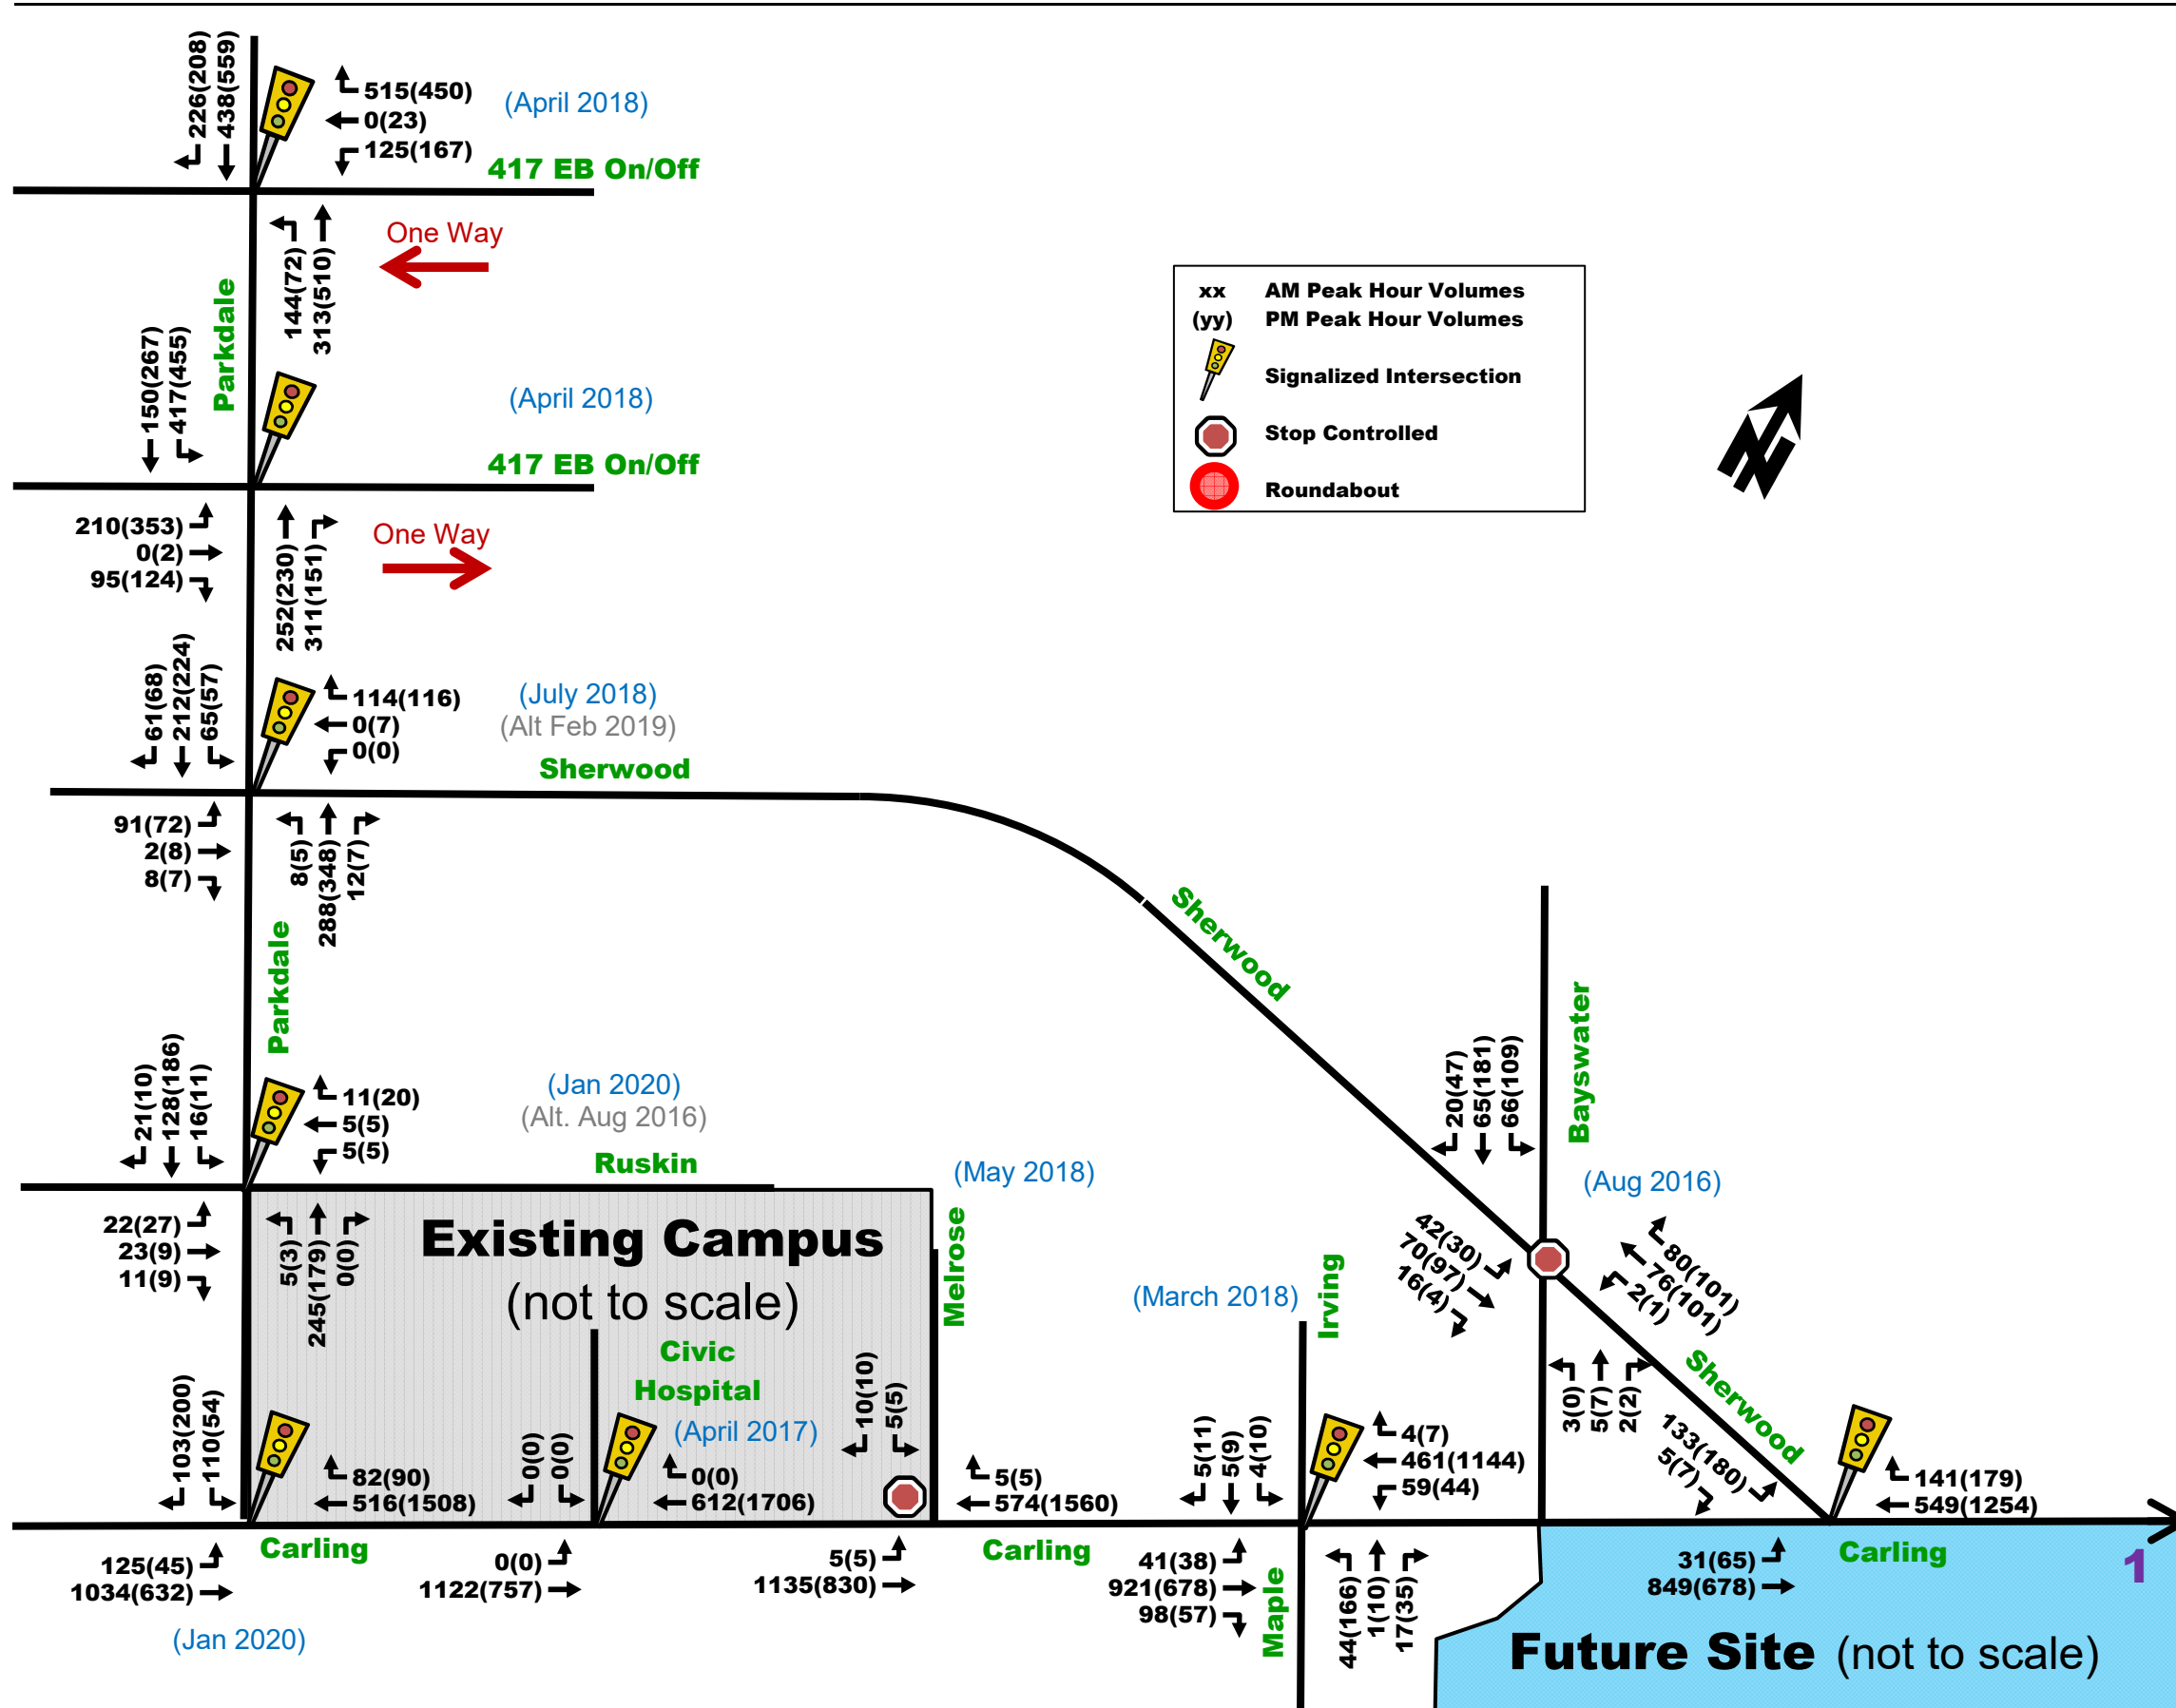 226(208)
438(559)
515(450)
0(23)
125(167)
(April 2018)
417 EB On/Off
144(72)
313(510)
One Way
Parkdale
150(267)
417(455)
(April 2018)
417 EB On/Off
xx AM Peak Hour Volumes
(yy) PM Peak Hour Volumes
Signalized Intersection
Stop Controlled
Roundabout
N
210(353)
0(2)
95(124)
252(230)
311(151)
One Way
61(68)
212(224)
65(57)
114(116)
0(7)
0(0)
(July 2018)
(Alt Feb 2019)
Sherwood
91(72)
2(8)
8(7)
8(5)
288(348)
12(7)
Parkdale
Sherwood
Bayswater
21(10)
128(186)
16(11)
11(20)
5(5)
5(5)
(Jan 2020)
(Alt. Aug 2016)
Ruskin
(May 2018)
20(47)
65(181)
66(109)
(Aug 2016)
22(27)
23(9)
11(9)
5(3)
245(179)
0(0)
Existing Campus
(not to scale)
Melrose
(March 2018)
Irving
42(30)
70(97)
16(4)
80(101)
76(101)
2(1)
3(0)
5(7)
2(2)
Sherwood
Civic
Hospital
(April 2017)
103(200)
110(54)
82(90)
516(1508)
0(0)
0(0)
0(0)
612(1706)
10(10)
5(5)
5(5)
574(1560)
5(11)
5(9)
4(10)
4(7)
461(1144)
59(44)
133(180)
5(7)
141(179)
549(1254)
Carling
125(45)
1034(632)
(Jan 2020)
0(0)
1122(757)
5(5)
1135(830)
Carling
41(38)
921(678)
98(57)
Maple
44(166)
1(10)
17(35)
31(65)
849(678)
Carling
1
Future Site (not to scale)